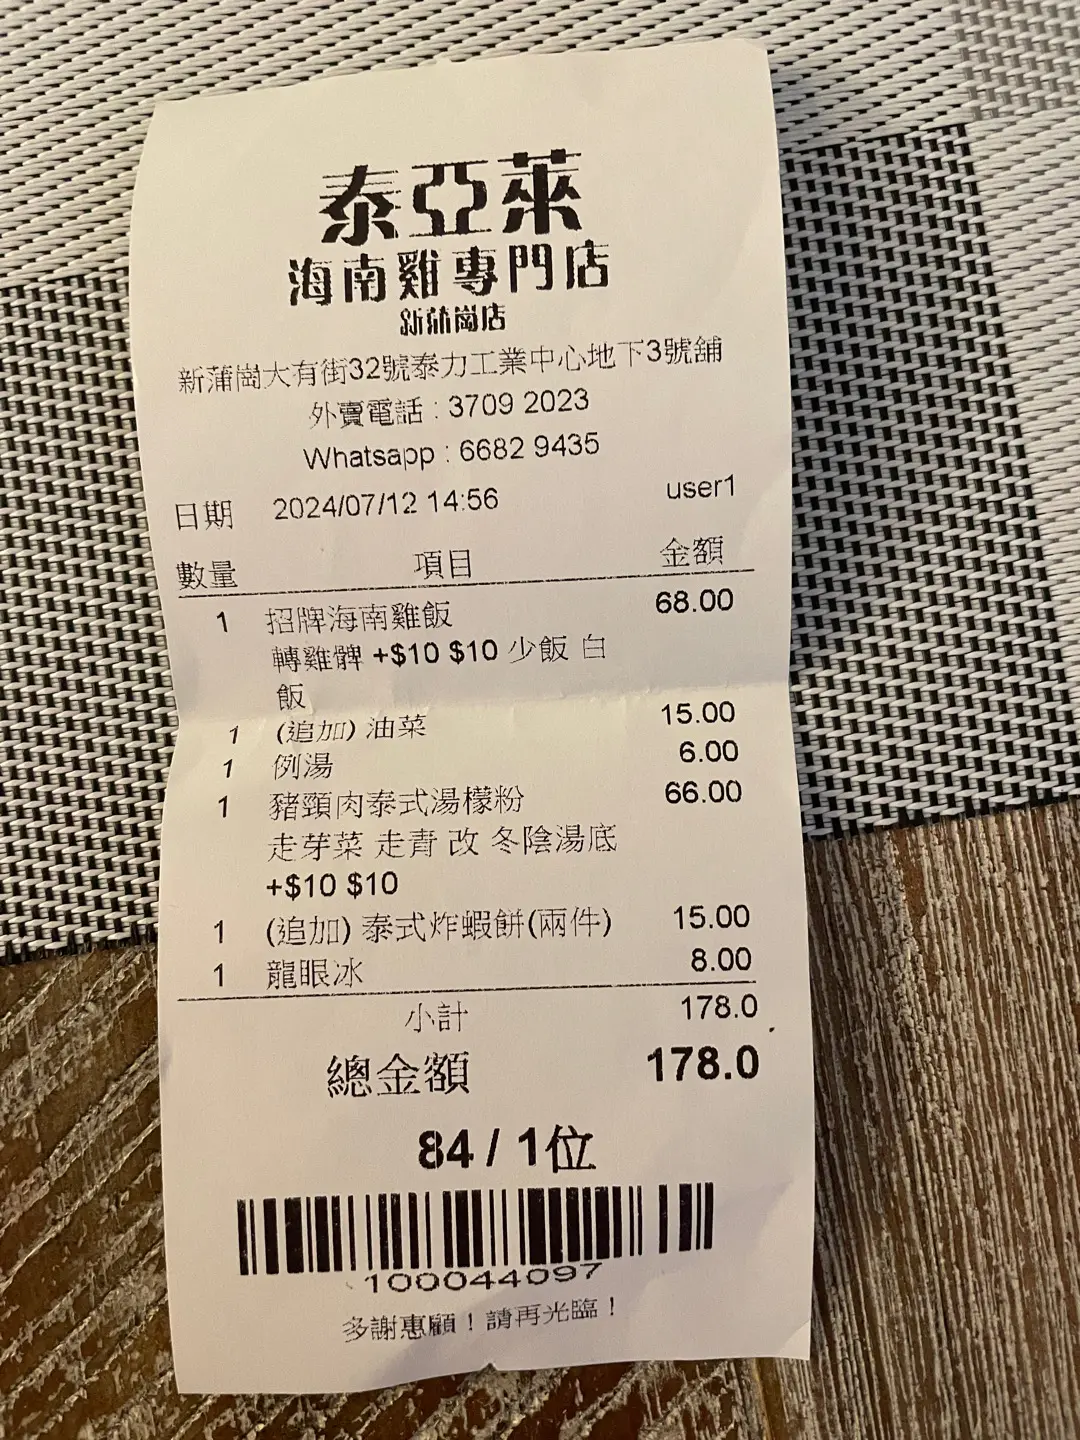 泰亞萊
海南雞專門店
新蒲崗店
新蒲崗大有街32號泰力工業中心地下3號舖
外賣電話 : 3709 2023
Whatsapp : 6682 9435
日期 2024/07/12 14:56 user1
數量 項目 金額
1 招牌海南雞飯 68.00
轉雞髀 +$10 $10 少飯 白
飯
1 (追加) 油菜 15.00
1 例湯 6.00
1 豬頸肉泰式湯檬粉 66.00
走芽菜 走青 改 冬陰湯底
+$10 $10
1 (追加) 泰式炸蝦餅(兩件) 15.00
1 龍眼冰 8.00
小計 178.0
總金額 178.0
84 / 1位
100044097
多謝惠顧！請再光臨！